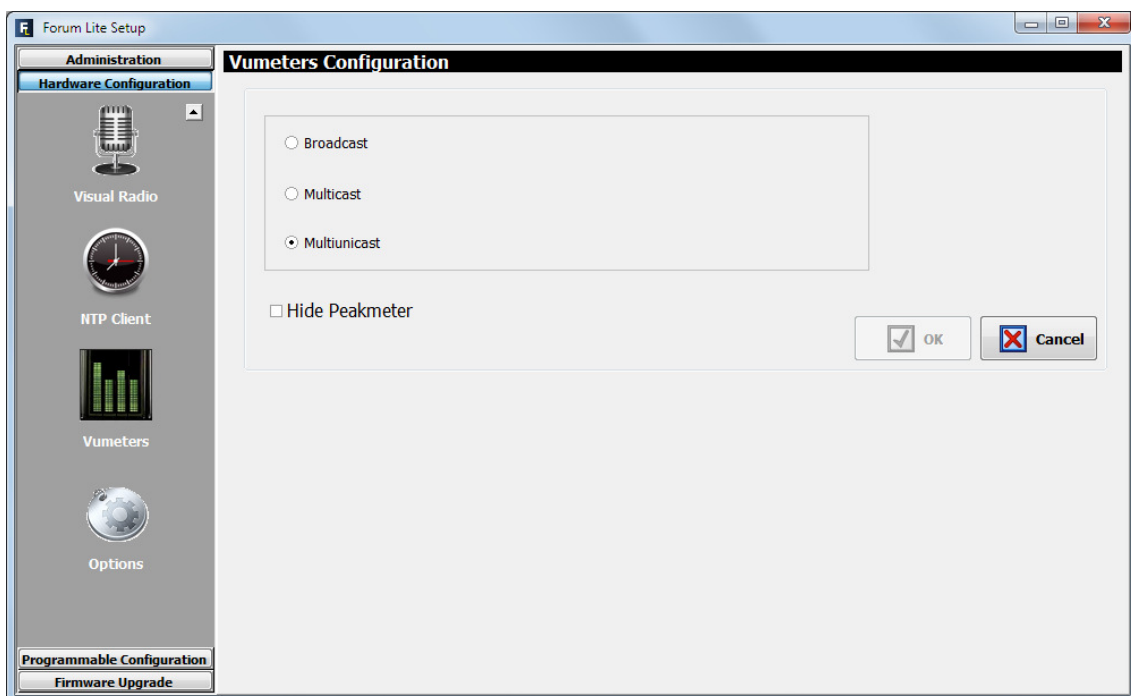 Forum Lite Setup
Administration
Hardware Configuration
Visual Radio
NTP Client
Vumeters
Options
Programmable Configuration
Firmware Upgrade
Vumeters Configuration
Broadcast
Multicast
Multiunicast
Hide Peakmeter
OK
Cancel